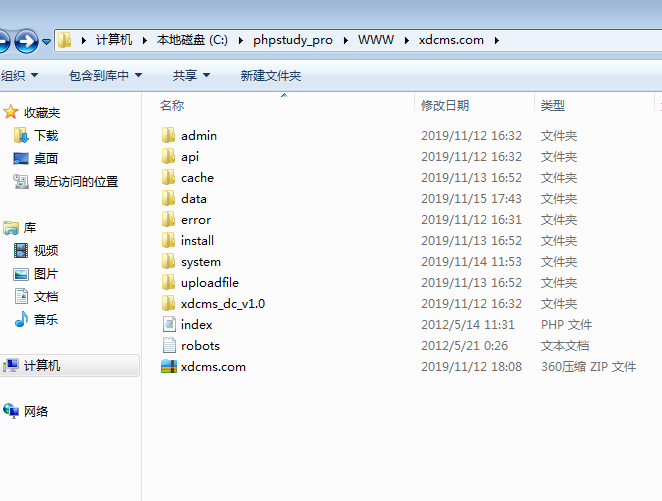 计算机 本地磁盘 (C:) phpstudy_pro WWW xdcms.com
组织 包含到库中 共享 新建文件夹
收藏夹
下载
桌面
最近访问的位置
库
视频
图片
文档
音乐
计算机
网络
名称 修改日期 类型
admin 2019/11/12 16:32 文件夹
api 2019/11/12 16:32 文件夹
cache 2019/11/13 16:52 文件夹
data 2019/11/15 17:43 文件夹
error 2019/11/12 16:31 文件夹
install 2019/11/13 16:52 文件夹
system 2019/11/14 11:53 文件夹
uploadfile 2019/11/13 16:52 文件夹
xdcms_dc_v1.0 2019/11/12 16:32 文件夹
index 2012/5/14 11:31 PHP 文件
robots 2012/5/21 0:26 文本文档
xdcms.com 2019/11/12 18:08 360压缩 ZIP 文件